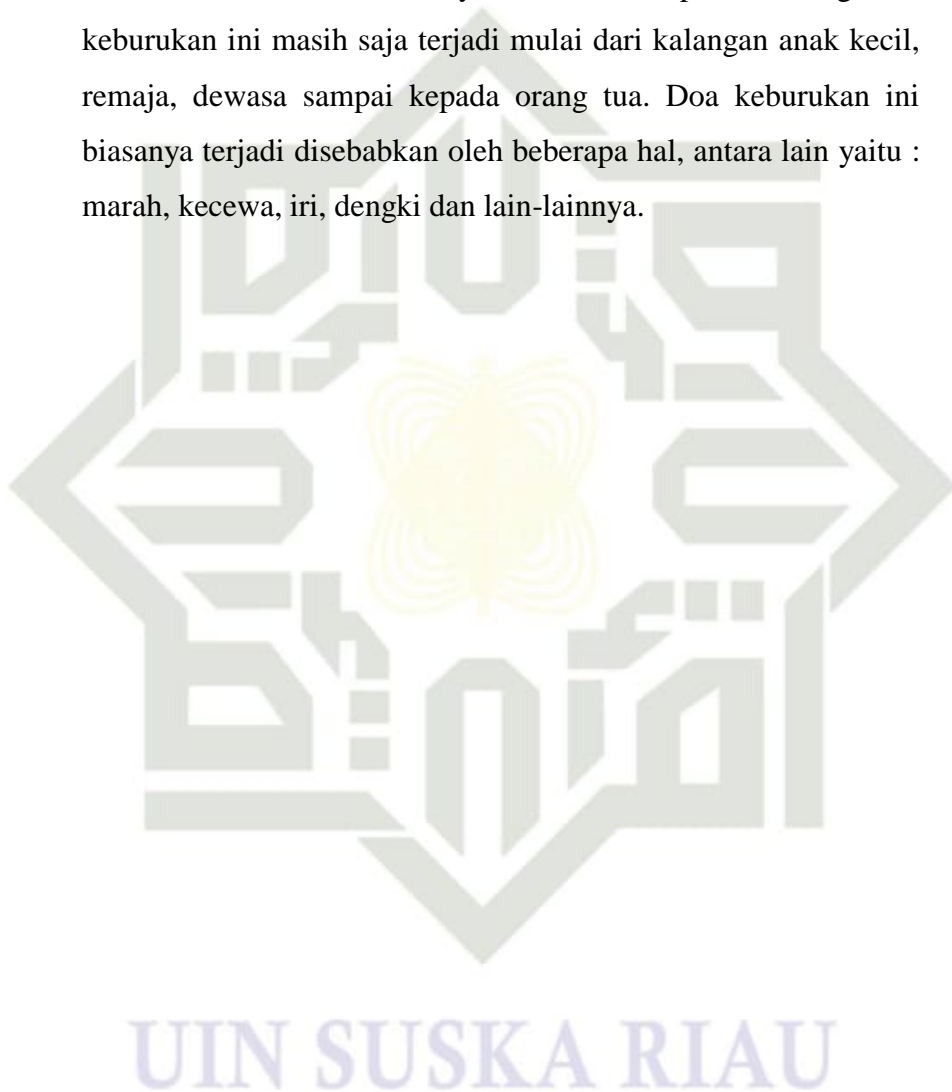 keburukan ini masih saja terjadi mulai dari kalangan anak kecil,
remaja, dewasa sampai kepada orang tua. Doa keburukan ini
biasanya terjadi disebabkan oleh beberapa hal, antara lain yaitu :
marah, kecewa, iri, dengki dan lain-lainnya.
UIN SUSKA RIAU